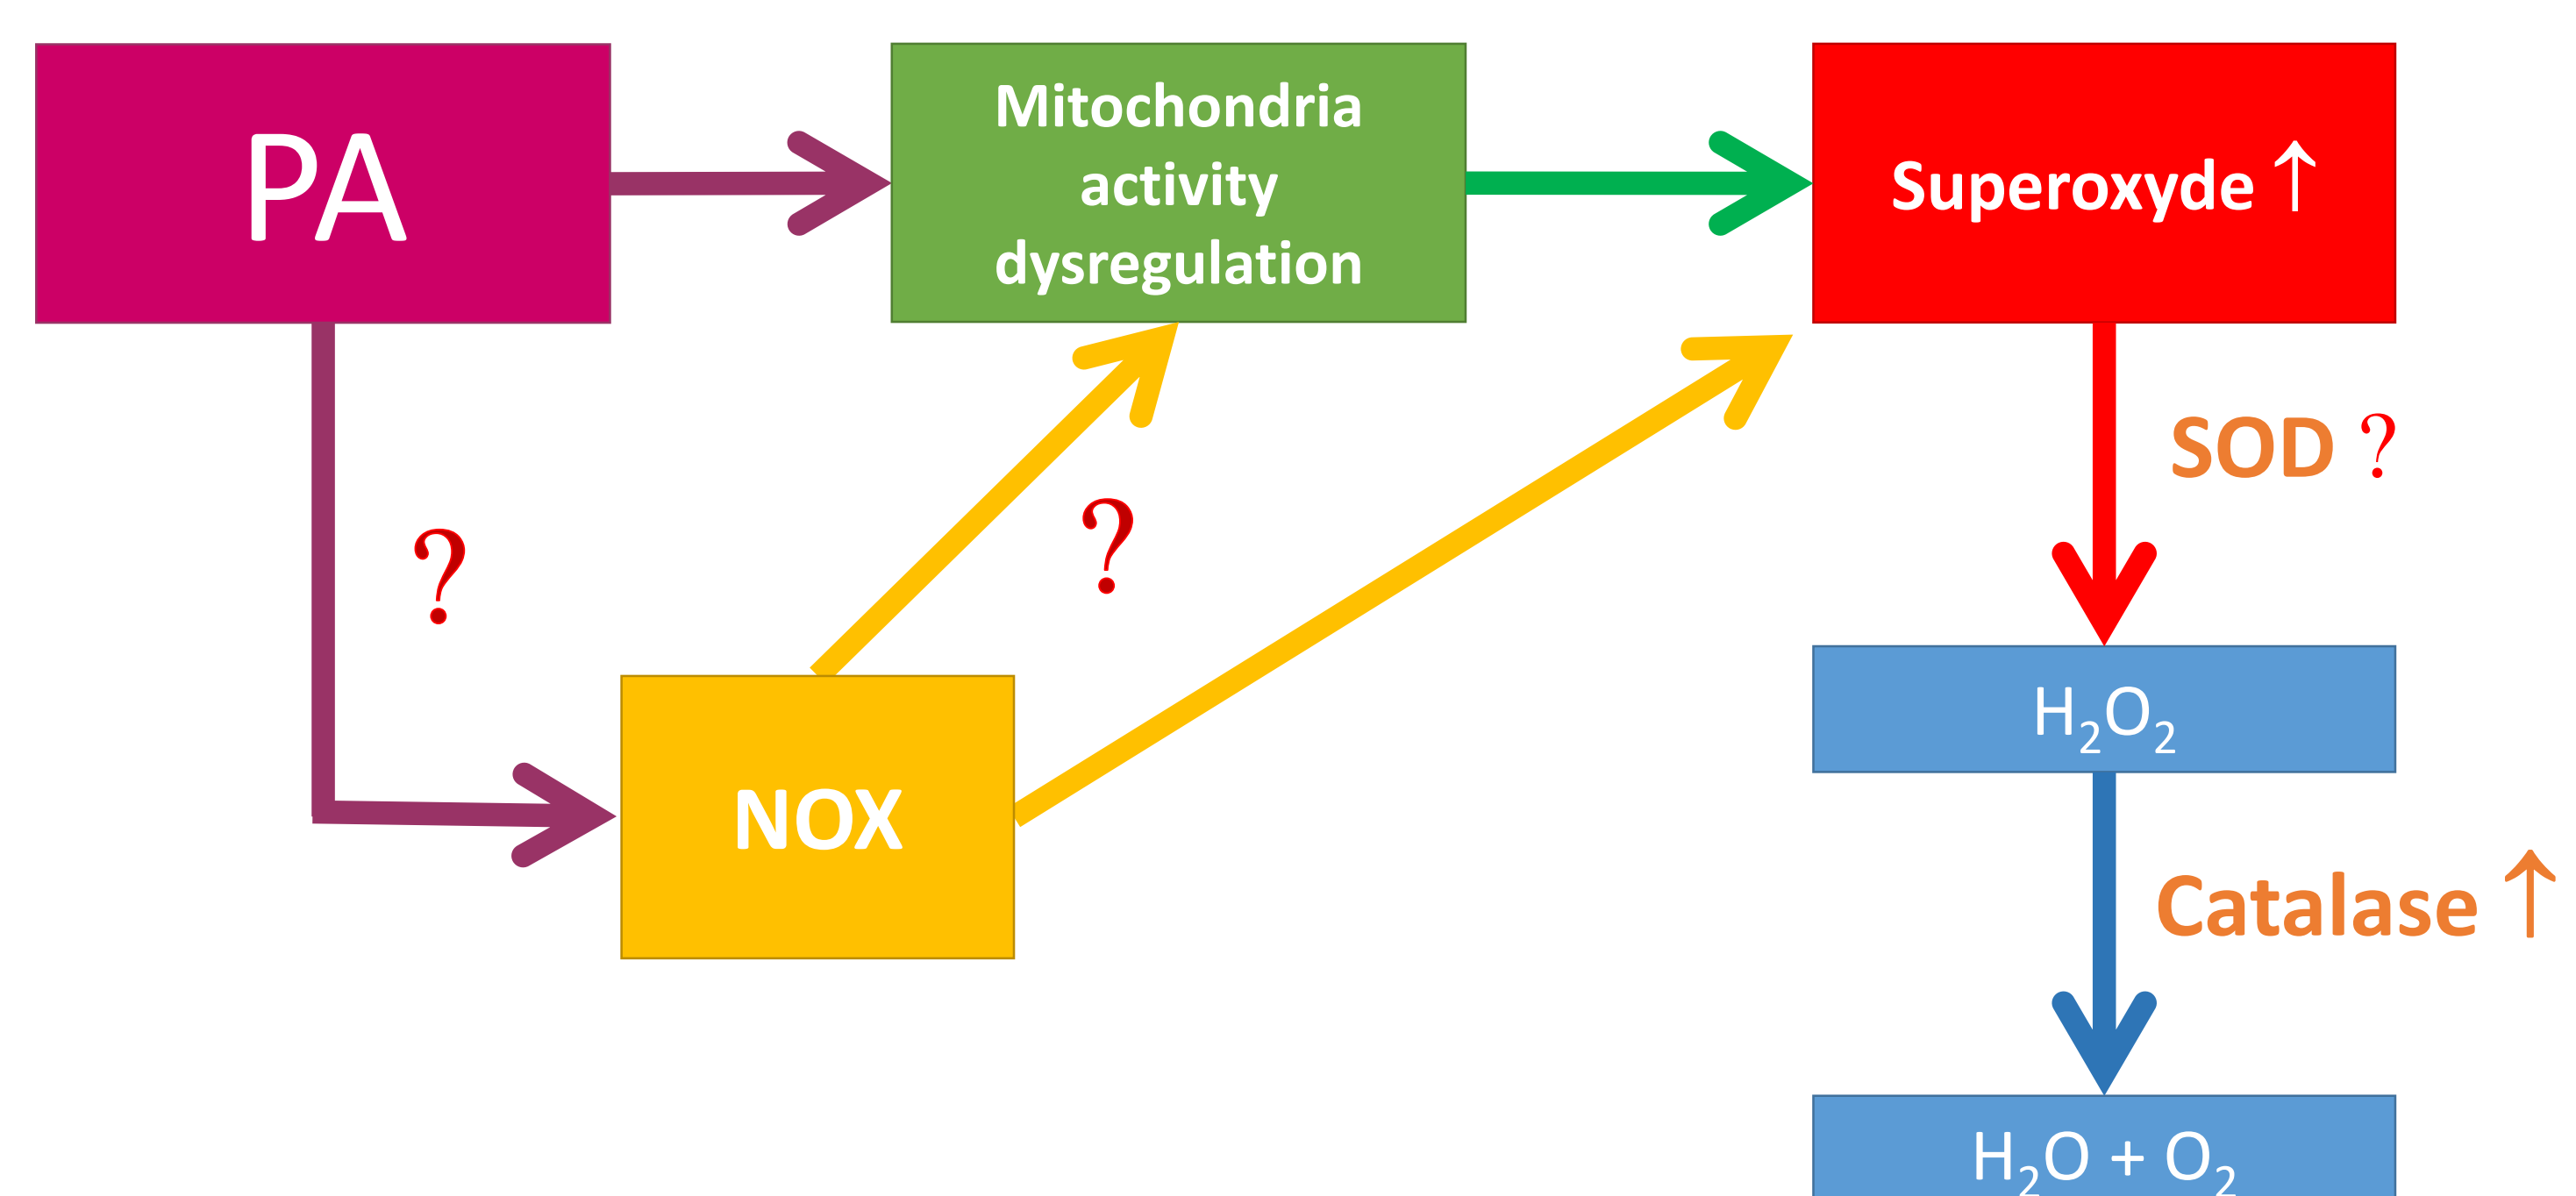 PA
Mitochondria
activity
dysregulation
Superoxyde ↑
SOD ?
?
?
NOX
H₂O₂
Catalase ↑
H₂O + O₂